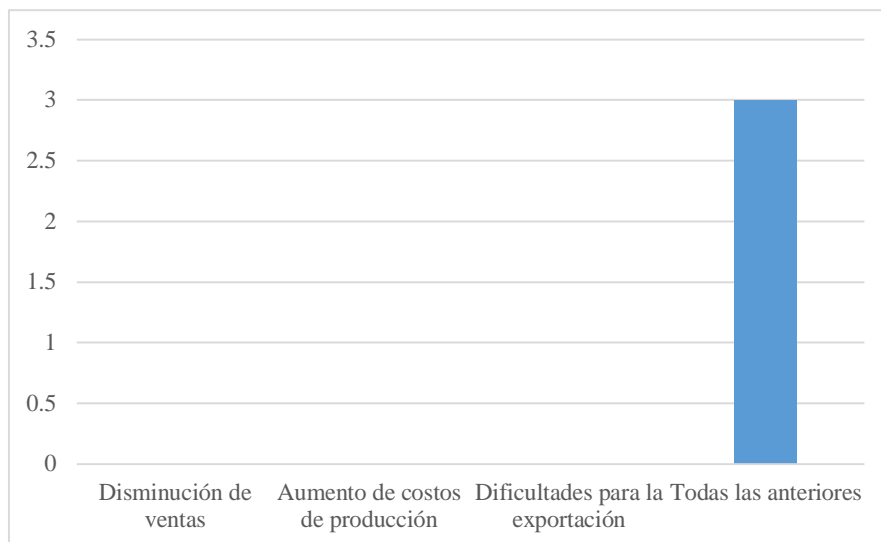 3.5
3
2.5
2
1.5
1
0.5
0
Disminución de ventas
Aumento de costos de producción
Dificultades para la exportación
Todas las anteriores